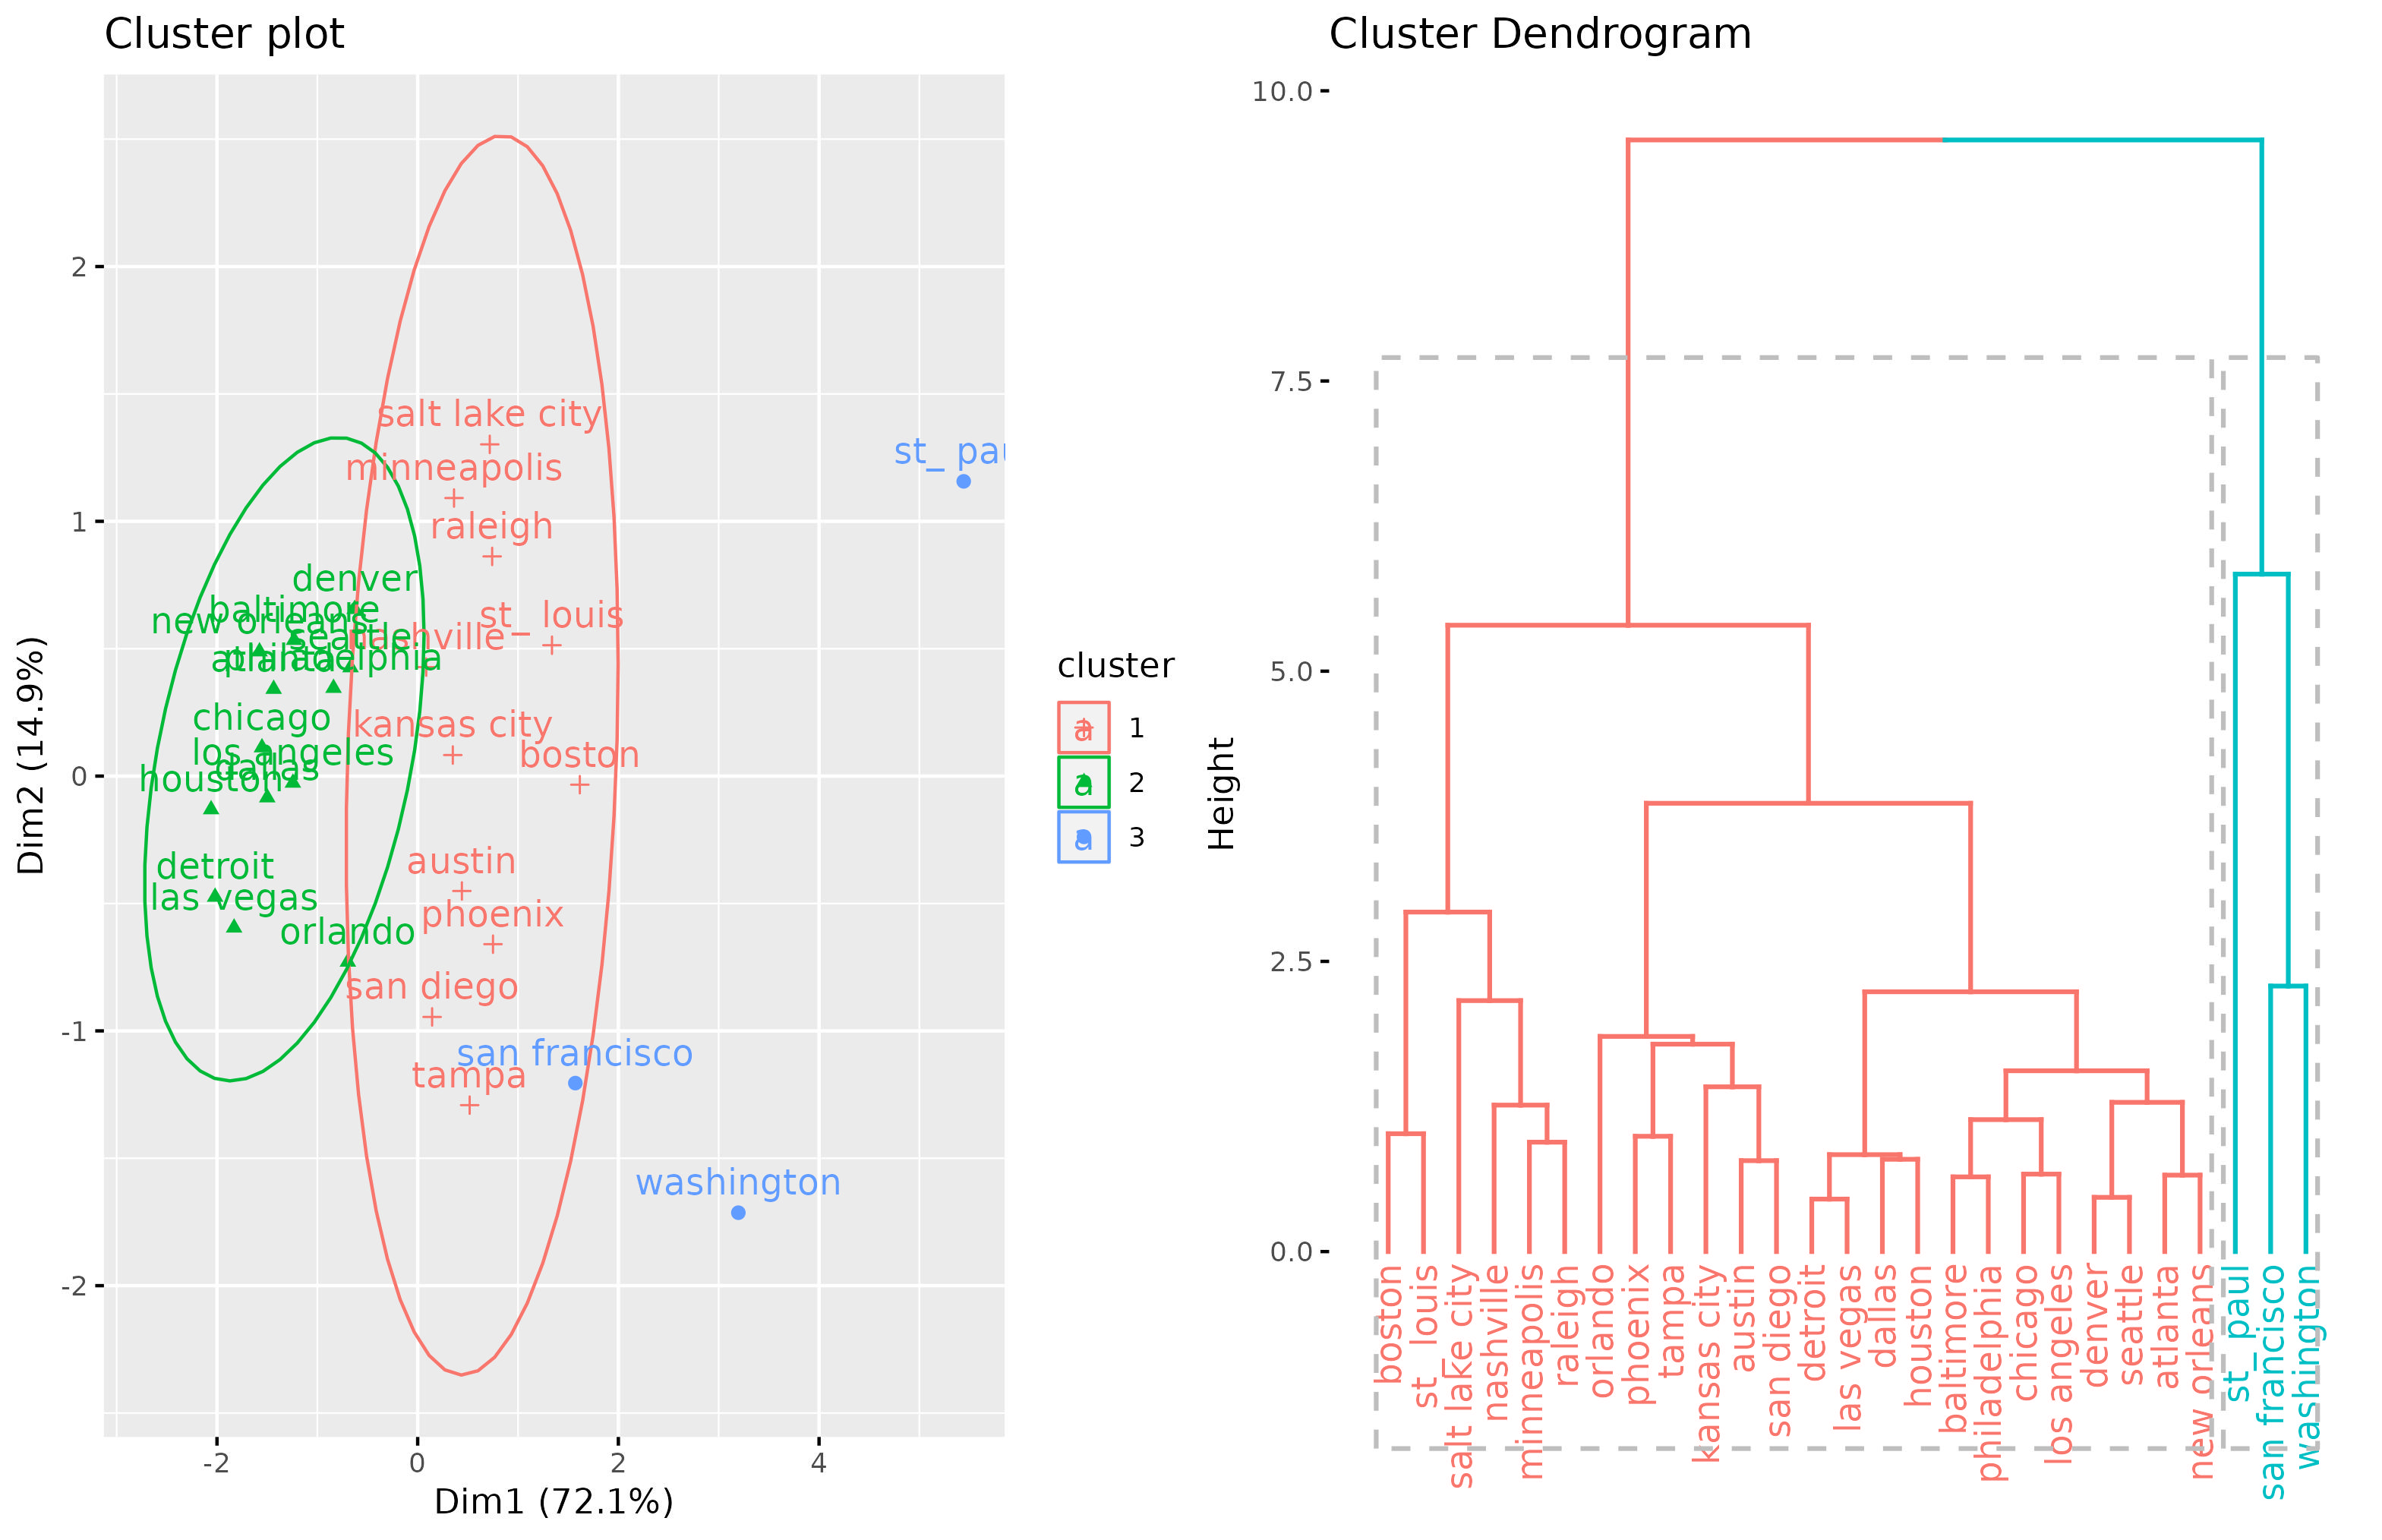 Cluster plot
salt lake city
st_ pau
minneapolis
raleigh
denver
baltimore
new orleans
st_ louis
seattle
nashville
atlanta
philadelphia
chicago
kansas city
los angeles
boston
dallas
houston
austin
detroit
las vegas
phoenix
orlando
san diego
san francisco
tampa
washington
2
1
0
-1
-2
-2
0
2
4
Dim2 (14.9%)
Dim1 (72.1%)
cluster
a 1
a 2
a 3
Cluster Dendrogram
10.0
7.5
5.0
2.5
0.0
Height
boston
st_ louis
salt lake city
nashville
minneapolis
raleigh
orlando
phoenix
tampa
kansas city
austin
san diego
detroit
las vegas
dallas
houston
baltimore
philadelphia
chicago
los angeles
denver
seattle
atlanta
new orleans
st_ paul
san francisco
washington